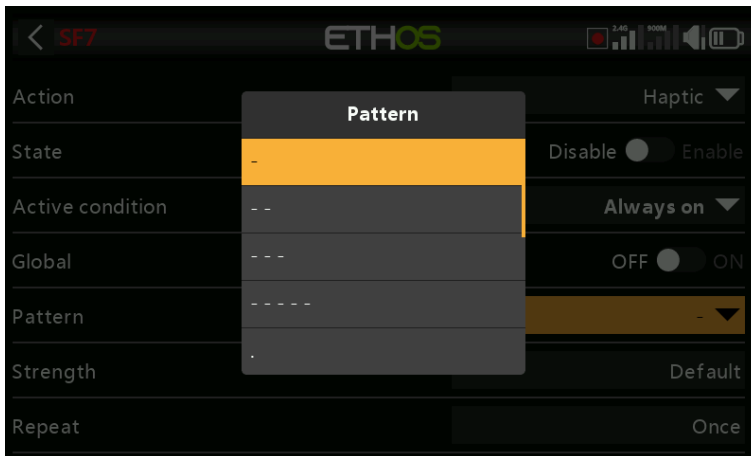 SF7 ETHOS 2.4G 900M
Action Haptic
Pattern
State Disable Enable
-
Active condition Always on
- -
Global OFF ON
- - -
Pattern -
- - - - -
.
Strength Default
Repeat Once